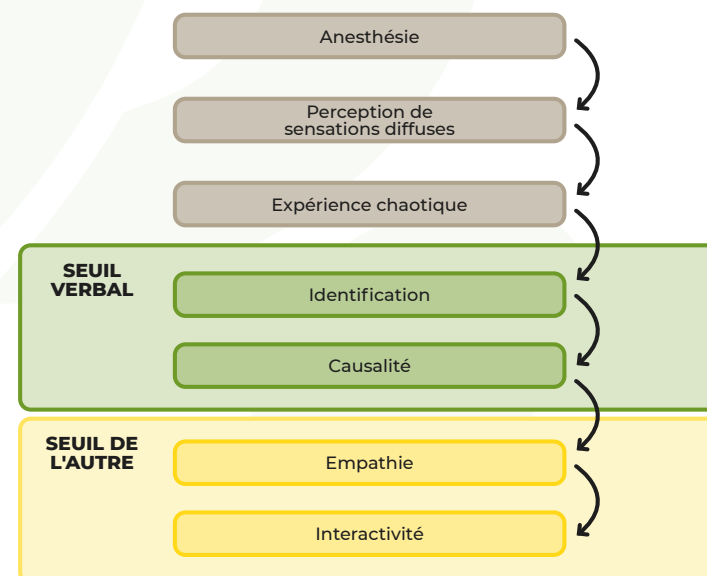 Anesthésie
Perception de
sensations diffuses
Expérience chaotique
SEUIL
VERBAL
Identification
Causalité
SEUIL DE
L'AUTRE
Empathie
Interactivité